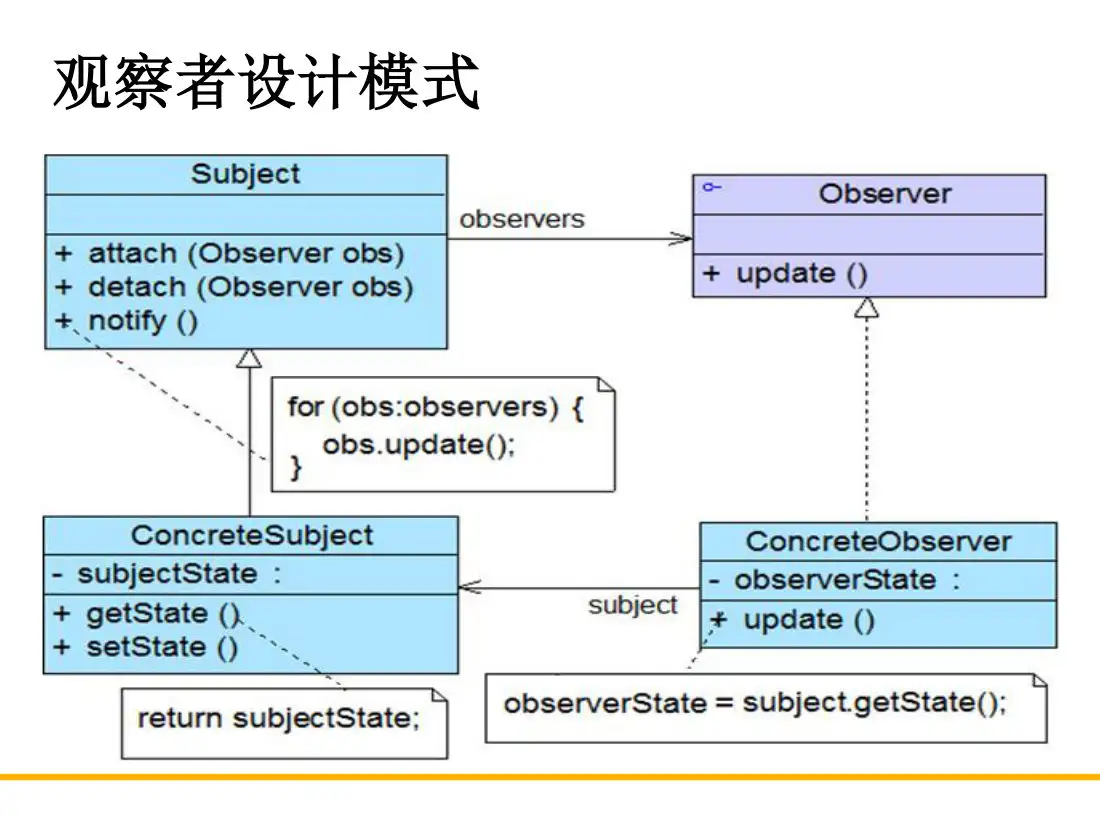 观察者设计模式
Subject
+ attach (Observer obs)
+ detach (Observer obs)
+ notify ()
observers
Observer
+ update ()
for (obs:observers) {
obs.update();
}
ConcreteSubject
- subjectState :
+ getState ()
+ setState ()
subject
ConcreteObserver
- observerState :
+ update ()
return subjectState;
observerState = subject.getState();